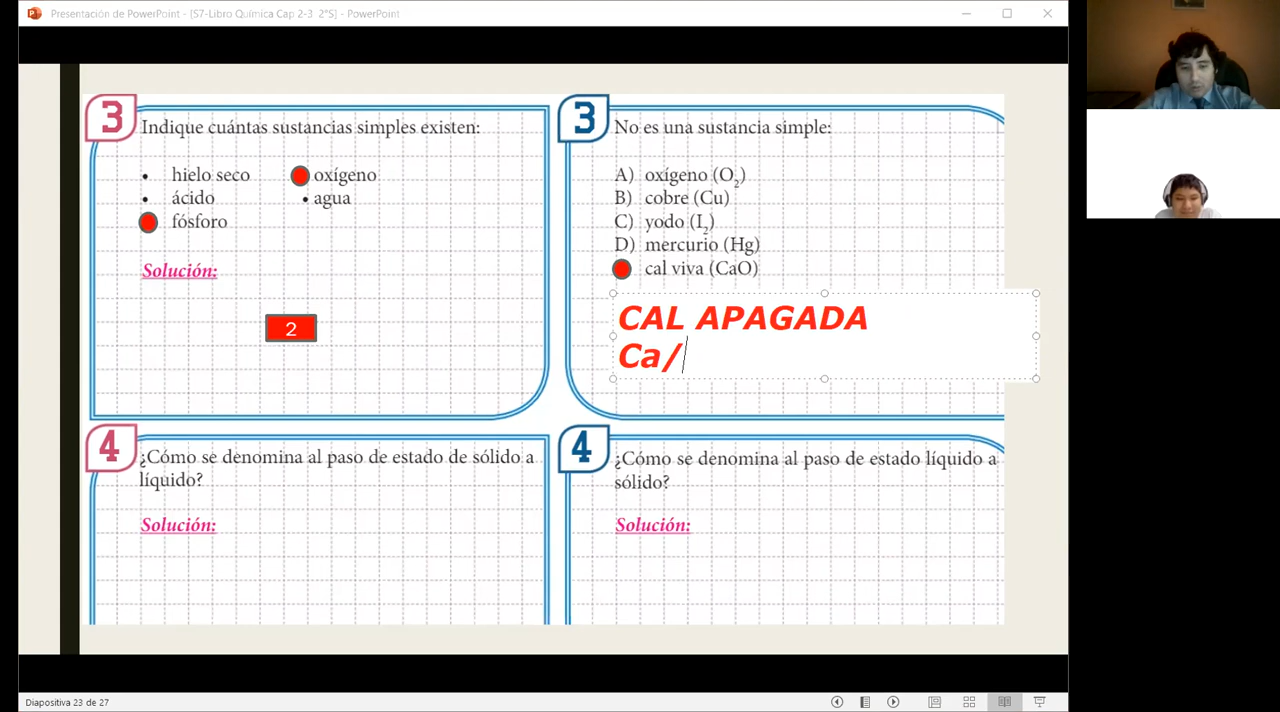 Presentación de PowerPoint - [S7-Libro Química Cap 2-3 2°S] - PowerPoint
3
Indique cuántas sustancias simples existen:
• hielo seco
• ácido
fósforo
oxígeno
• agua
Solución:
2
3
No es una sustancia simple:
A) oxígeno (O2)
B) cobre (Cu)
C) yodo (I2)
D) mercurio (Hg)
cal viva (CaO)
CAL APAGADA
Ca/
4
¿Cómo se denomina al paso de estado de sólido a
líquido?
Solución:
4
¿Cómo se denomina al paso de estado líquido a
sólido?
Solución:
Diapositiva 23 de 27